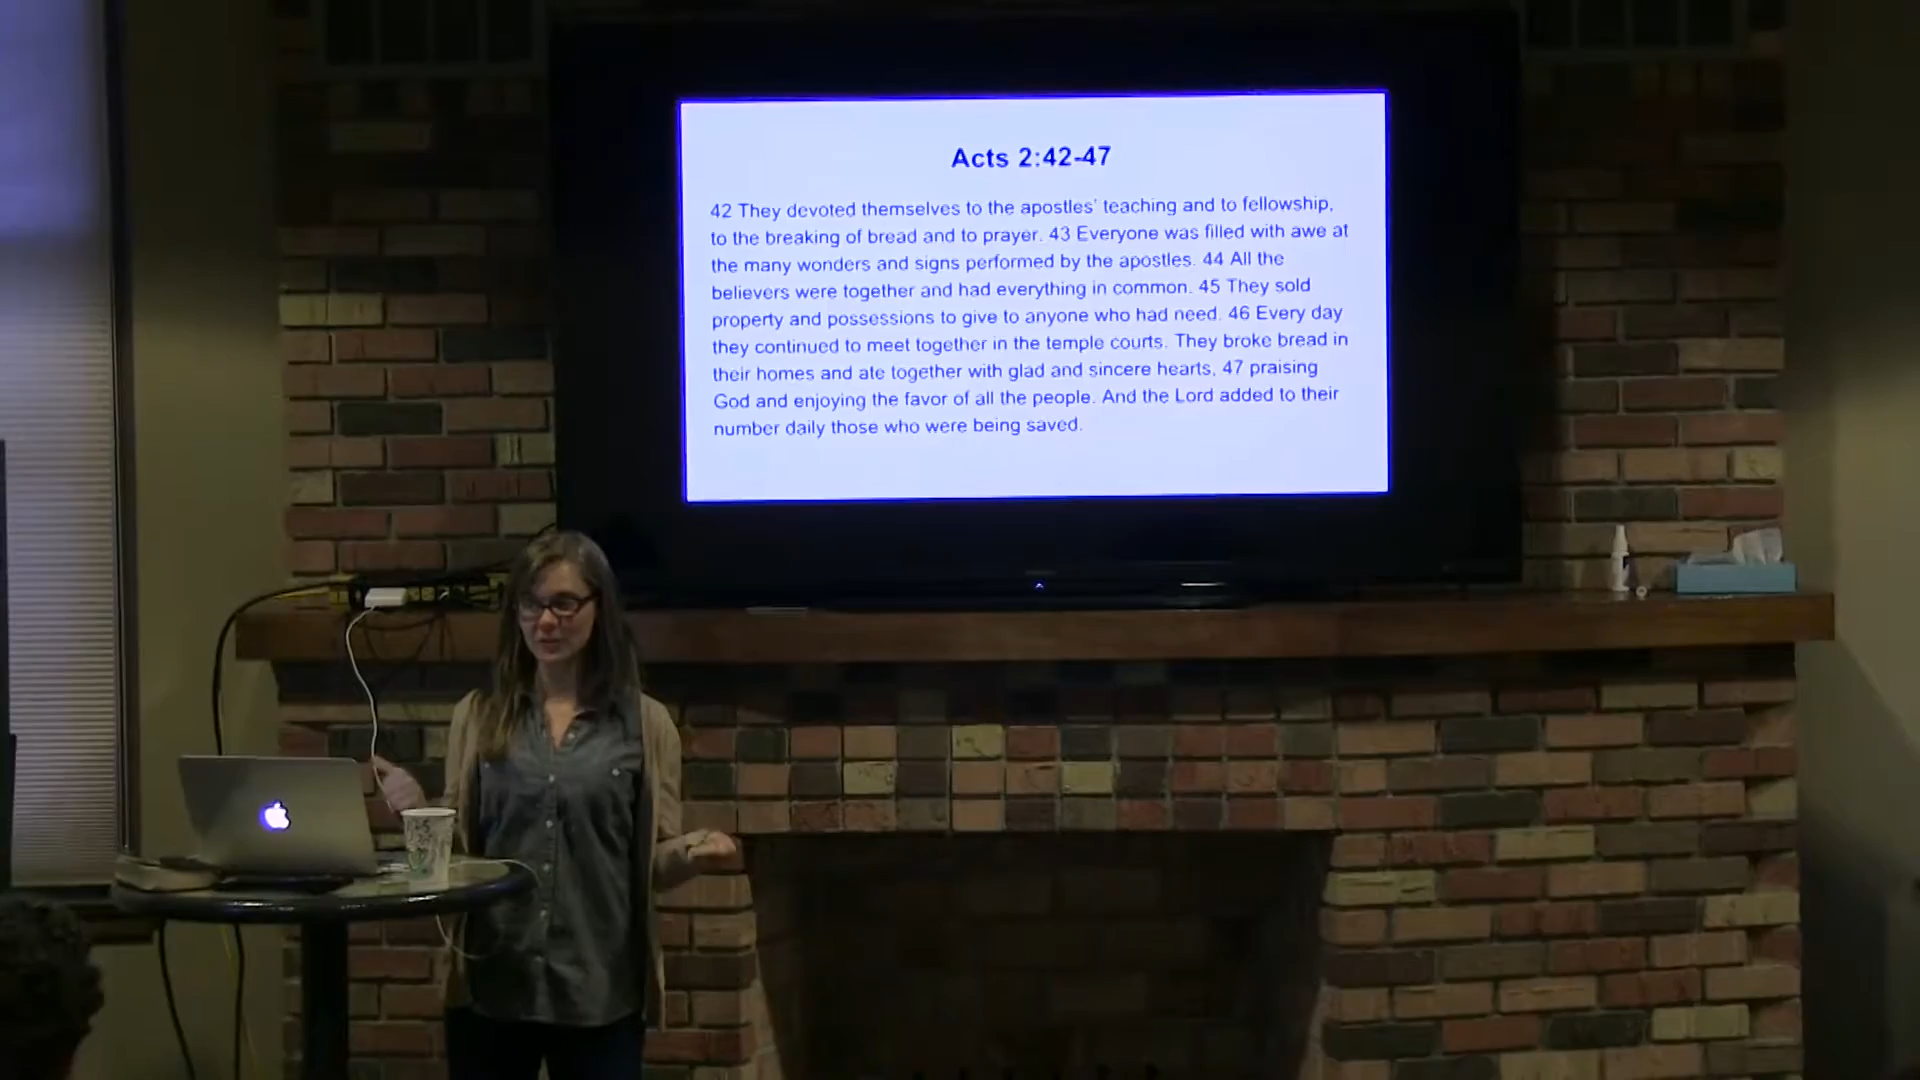 Acts 2:42-47
42 They devoted themselves to the apostles’ teaching and to fellowship,
to the breaking of bread and to prayer. 43 Everyone was filled with awe at
the many wonders and signs performed by the apostles. 44 All the
believers were together and had everything in common. 45 They sold
property and possessions to give to anyone who had need. 46 Every day
they continued to meet together in the temple courts. They broke bread in
their homes and ate together with glad and sincere hearts, 47 praising
God and enjoying the favor of all the people. And the Lord added to their
number daily those who were being saved.